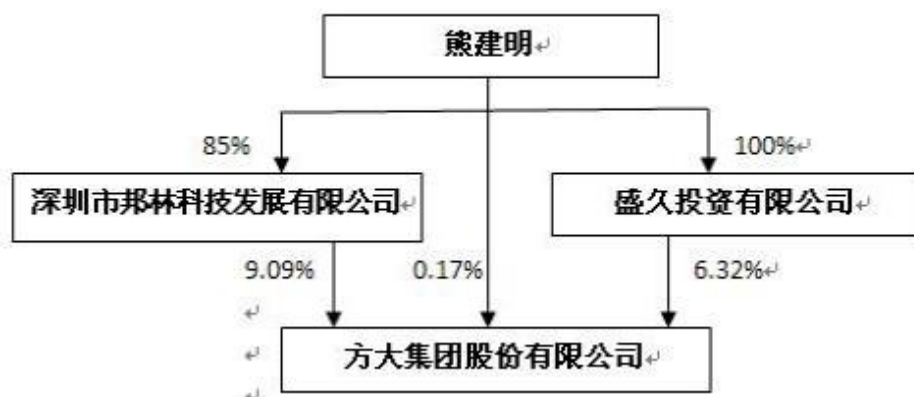 熊建明
85%
100%
深圳市邦林科技发展有限公司
盛久投资有限公司
9.09%
0.17%
6.32%
方大集团股份有限公司